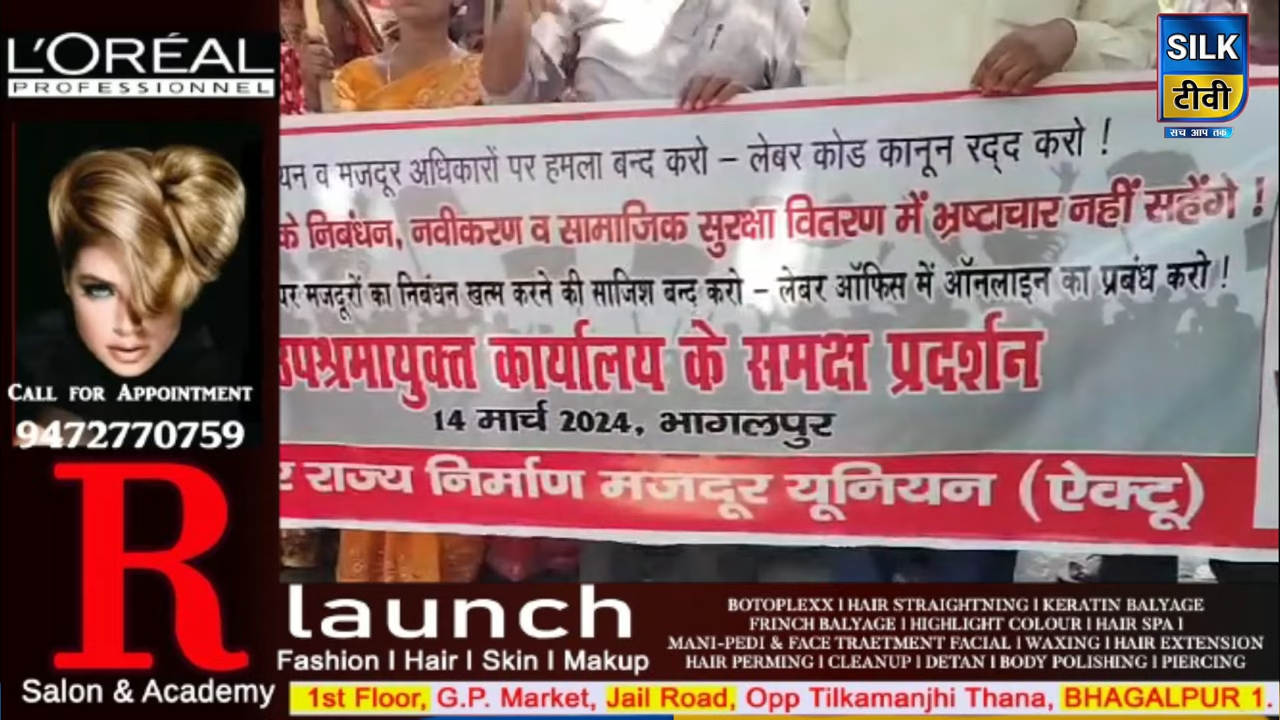 L'ORÉAL
PROFESSIONNEL
SILK
टीवी
सच आप तक
यन व मजदूर अधिकारों पर हमला बन्द करो – लेबर कोड कानून रद्द करो !
के निबंधन, नवीकरण व सामाजिक सुरक्षा वितरण में भ्रष्टाचार नहीं सहेंगे !
पर मजदूरों का निबंधन खत्म करने की साजिश बन्द करो – लेबर ऑफिस में ऑनलाइन का प्रबंध करो !
उपश्रमायुक्त कार्यालय के समक्ष प्रदर्शन
14 मार्च 2024, भागलपुर
र राज्य निर्माण मजदूर यूनियन (ऐक्टू)
CALL FOR APPOINTMENT
9472770759
R
Salon & Academy
launch
Fashion I Hair I Skin I Makup
BOTOPLEXX I HAIR STRAIGHTNING I KERATIN BALYAGE
FRINCH BALYAGE I HIGHLIGHT COLOUR I HAIR SPA I
MANI-PEDI & FACE TRAETMENT FACIAL I WAXING I HAIR EXTENSION
HAIR PERMING I CLEANUP I DETAN I BODY POLISHING I PIERCING
1st Floor, G.P. Market, Jail Road, Opp Tilkamanjhi Thana, BHAGALPUR 1.